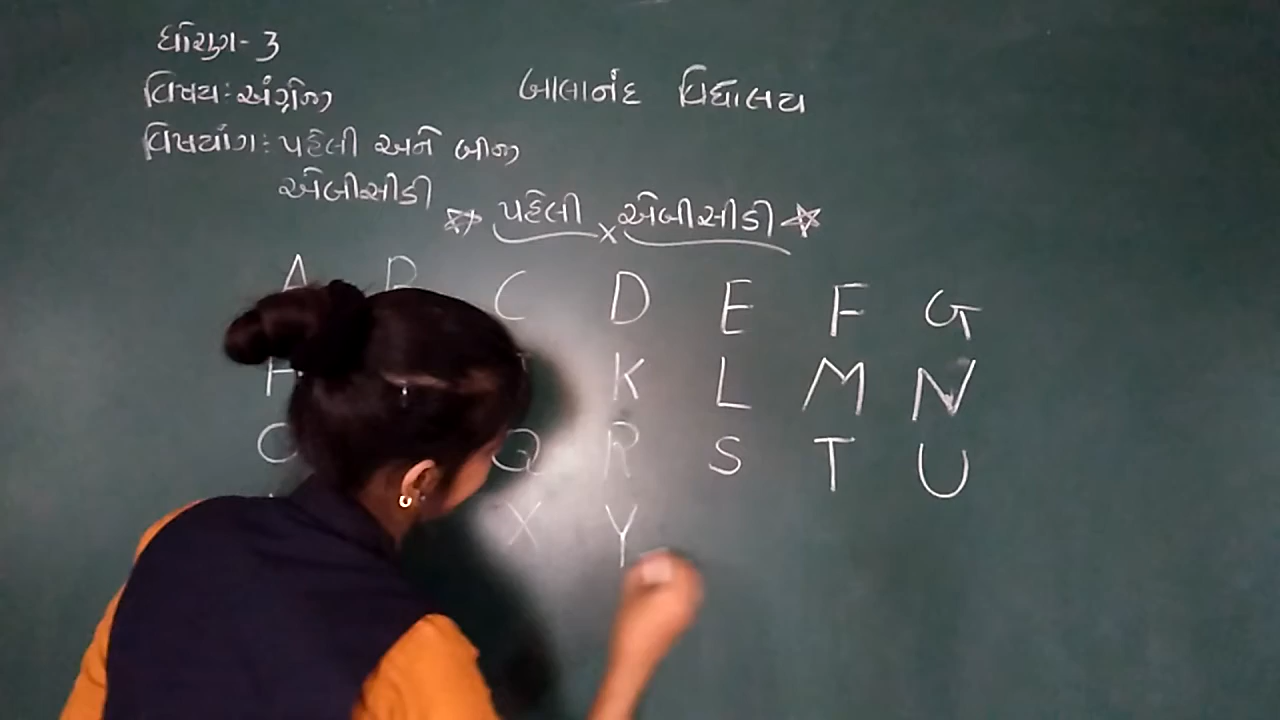 ધોરણ- 3
વિષય: અંગ્રેજી
બાલાનંદ વિદ્યાલય
વિષયાંગ: પહેલી અને બીજી
એબીસીડી
પહેલી x એબીસીડી
A B C D E F G
H K L M N
Q R S T U
X Y